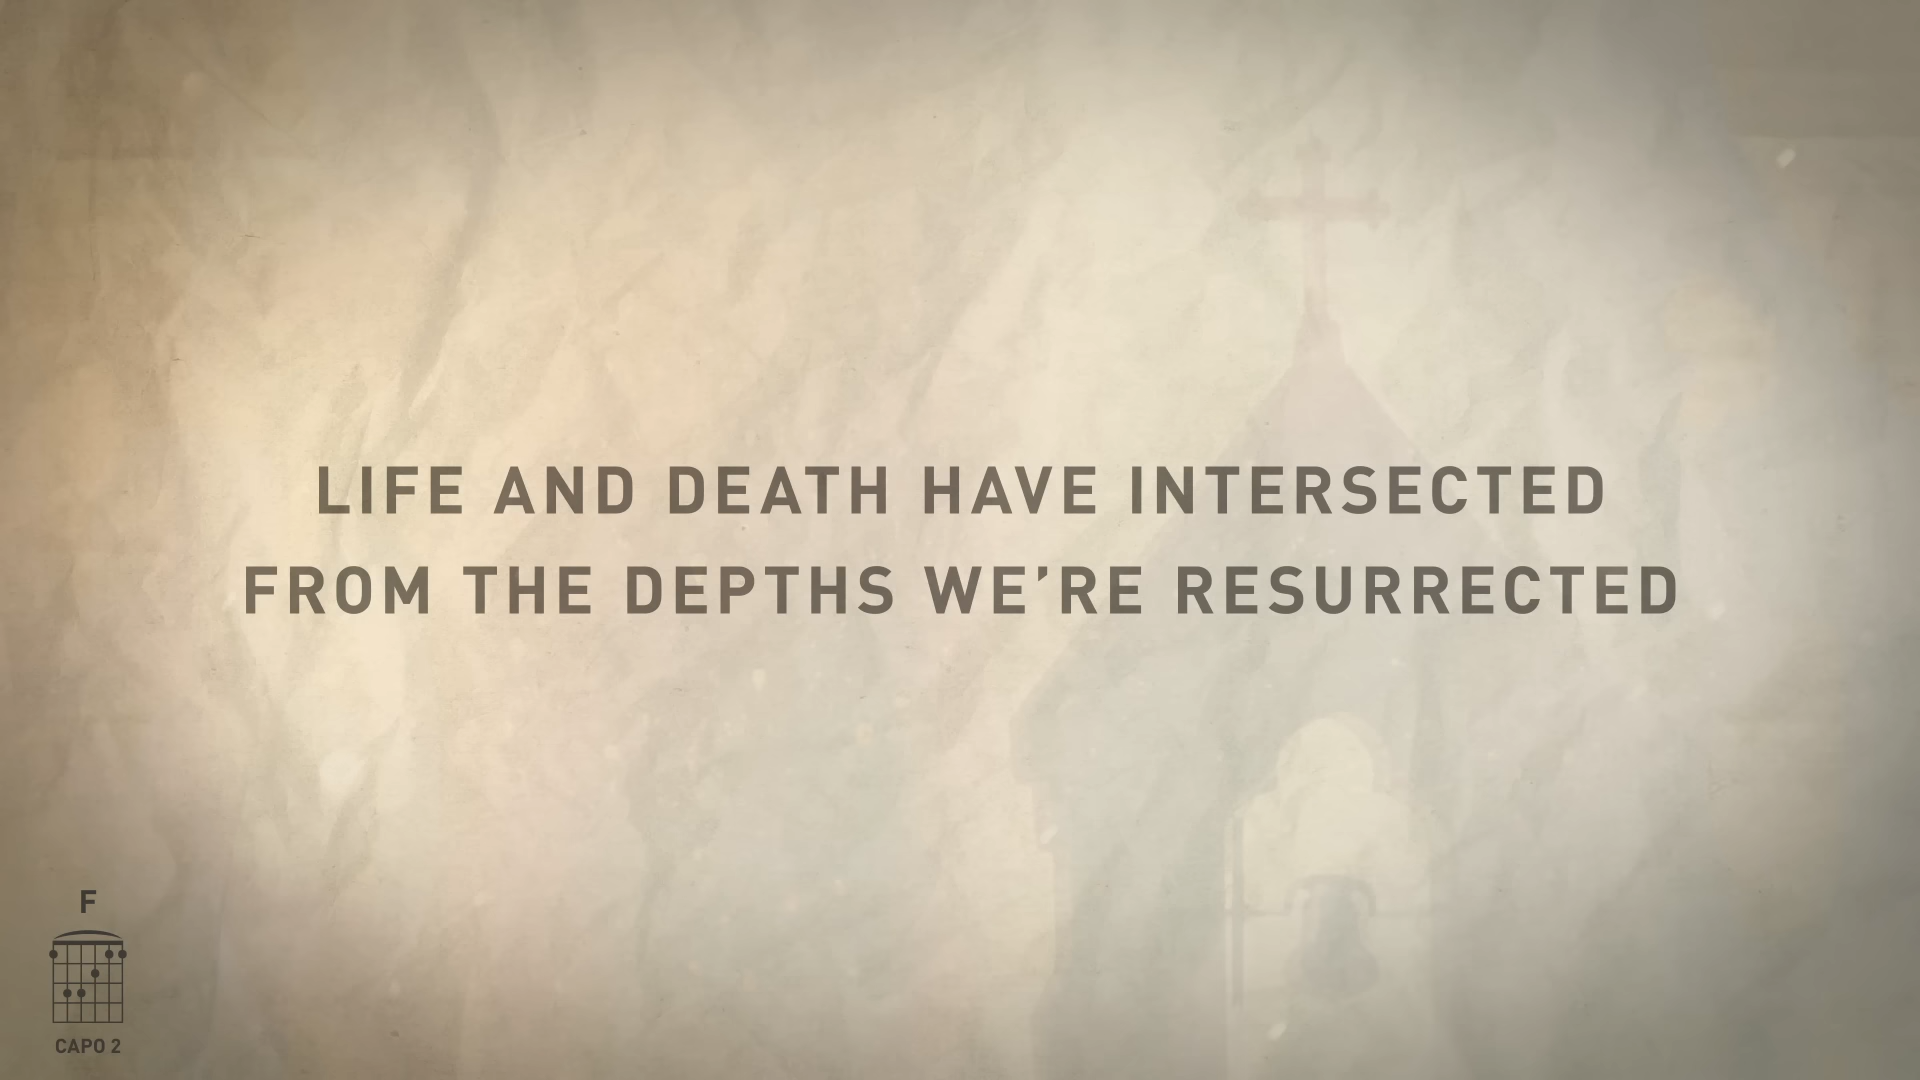 LIFE AND DEATH HAVE INTERSECTED
FROM THE DEPTHS WE’RE RESURRECTED
F
CAPO 2